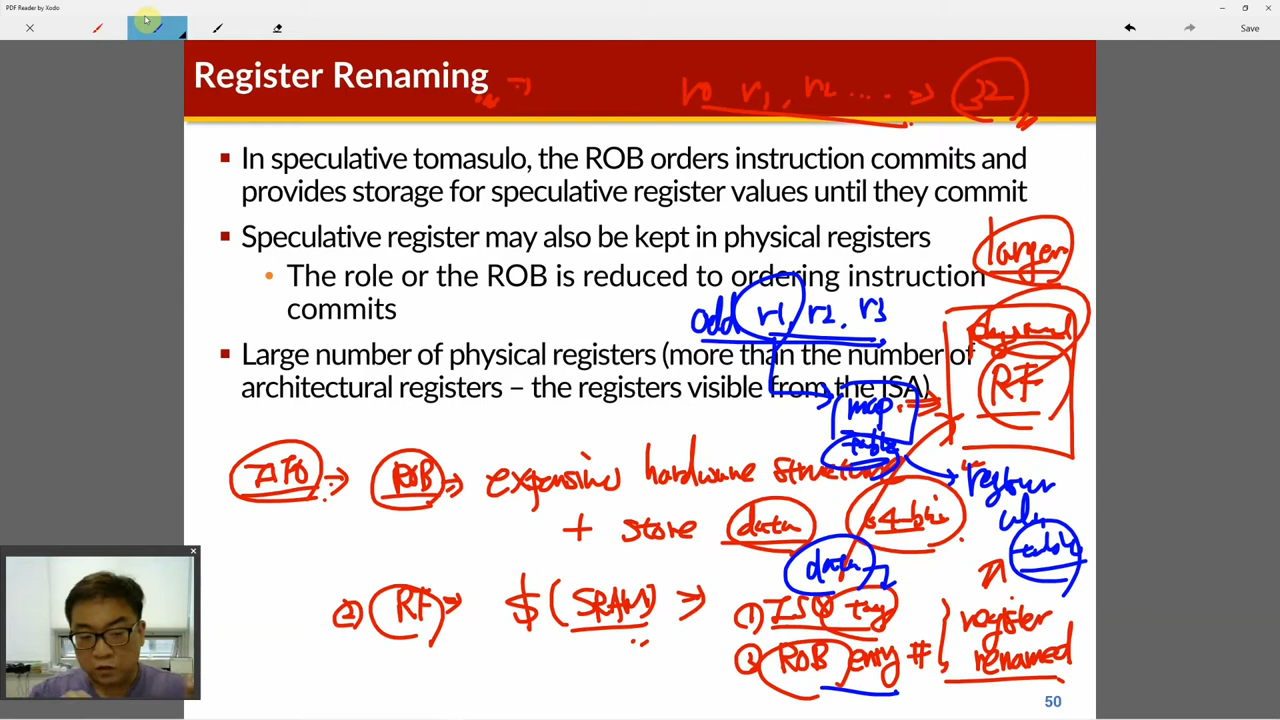 PDF Reader by Xodo
Save
Register Renaming
r0 r1, r2 .... => 32
▪ In speculative tomasulo, the ROB orders instruction commits and
provides storage for speculative register values until they commit
▪ Speculative register may also be kept in physical registers
• The role or the ROB is reduced to ordering instruction
commits
▪ Large number of physical registers (more than the number of
architectural registers – the registers visible from the ISA)
larger
add r1, r2, r3
physical
RF
map
table
ROB => expensive hardware structure
+ store data
64-bit
register
table
data
② RF => $ (SRAM) =>
① ISQ tag
② ROB entry #
register
renamed
50